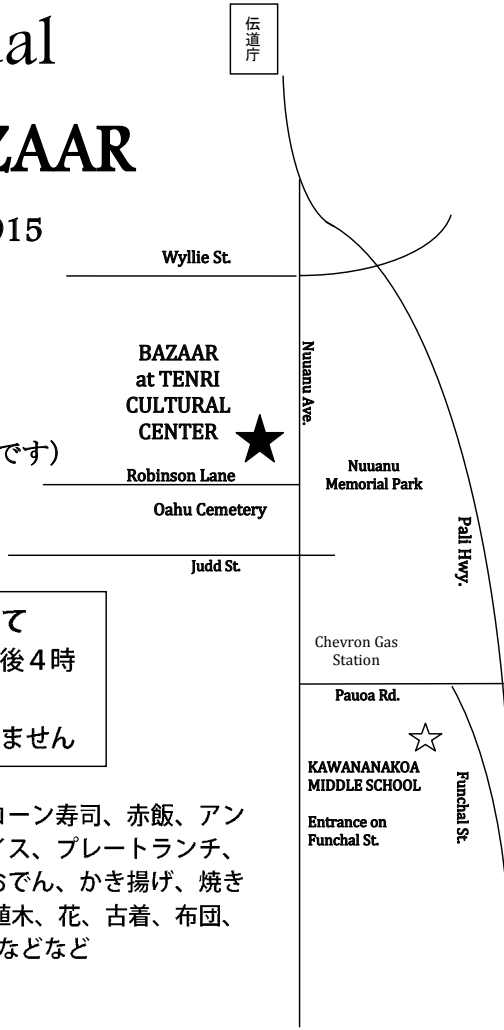 ual
ZAAR
015
伝道庁
Wyllie St.
Nuuanu Ave.
BAZAAR
at TENRI
CULTURAL
CENTER
です)
Robinson Lane
Nuuanu
Memorial Park
Oahu Cemetery
Pali Hwy.
Judd St.
て
後４時
ません
Chevron Gas
Station
Pauoa Rd.
KAWANANAKOA
MIDDLE SCHOOL
Entrance on
Funchal St.
Funchal St.
コーン寿司、赤飯、アン
イス、プレートランチ、
おでん、かき揚げ、焼き
植木、花、古着、布団、
などなど